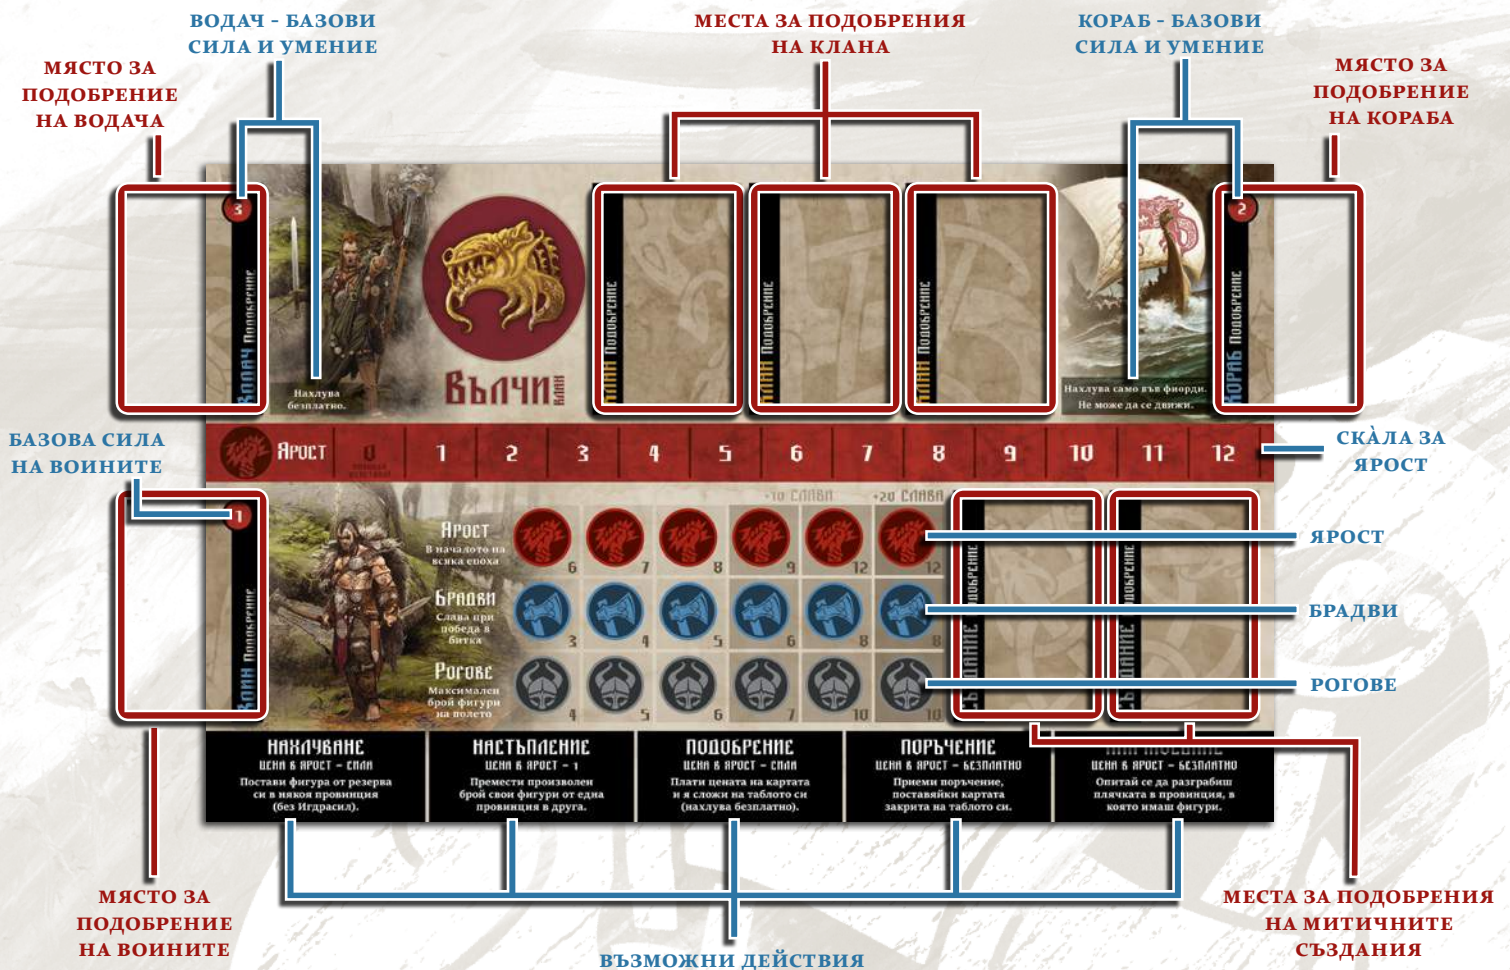 ВОДАЧ - БАЗОВИ
СИЛА И УМЕНИЕ
МЕСТА ЗА ПОДОБРЕНИЯ
НА КЛАНА
КОРАБ - БАЗОВИ
СИЛА И УМЕНИЕ
МЯСТО ЗА
ПОДОБРЕНИЕ
НА ВОДАЧА
МЯСТО ЗА
ПОДОБРЕНИЕ
НА КОРАБА
3
ВОДАЧ Подобрение
Нахлува
безплатно.
Вълчи клан
КЛАН Подобрение
КЛАН Подобрение
КЛАН Подобрение
Нахлува само във фиорди.
Не може да се движи.
2
КОРАБ Подобрение
БАЗОВА СИЛА
НА ВОИНИТЕ
Ярост 0 1 2 3 4 5 6 7 8 9 10 11 12
СКАЛА ЗА
ЯРОСТ
1
ВОИН Подобрение
+10 СЛАВА +20 СЛАВА
Ярост
В началото на
всяка епоха
6 7 8 9 12 12
Брадви
Слава при
победа в
битка
3 4 5 6 8 8
Рогове
Максимален
брой фигури
на полето
4 5 6 7 10 10
СЪЗДАНИЕ Подобрение
СЪЗДАНИЕ Подобрение
ЯРОСТ
БРАДВИ
РОГОВЕ
НАХЛУВАНЕ
ЦЕНА В ЯРОСТ – СИЛА
Постави фигура от резерва
си в някоя провинция
(без Игдрасил).
НАСТЪПЛЕНИЕ
ЦЕНА В ЯРОСТ – 1
Премести произволен
брой свои фигури от една
провинция в друга.
ПОДОБРЕНИЕ
ЦЕНА В ЯРОСТ – СИЛА
Плати цената на картата
и я сложи на таблото си
(нахлува безплатно).
ПОРЪЧЕНИЕ
ЦЕНА В ЯРОСТ – БЕЗПЛАТНО
Приеми поръчение,
поставяйки картата
закрита на таблото си.
ЦЕНА В ЯРОСТ – БЕЗПЛАТНО
Опитай се да разграбиш
плячката в провинция, в
която имаш фигури.
МЯСТО ЗА
ПОДОБРЕНИЕ
НА ВОИНИТЕ
ВЪЗМОЖНИ ДЕЙСТВИЯ
МЕСТА ЗА ПОДОБРЕНИЯ
НА МИТИЧНИТЕ
СЪЗДАНИЯ